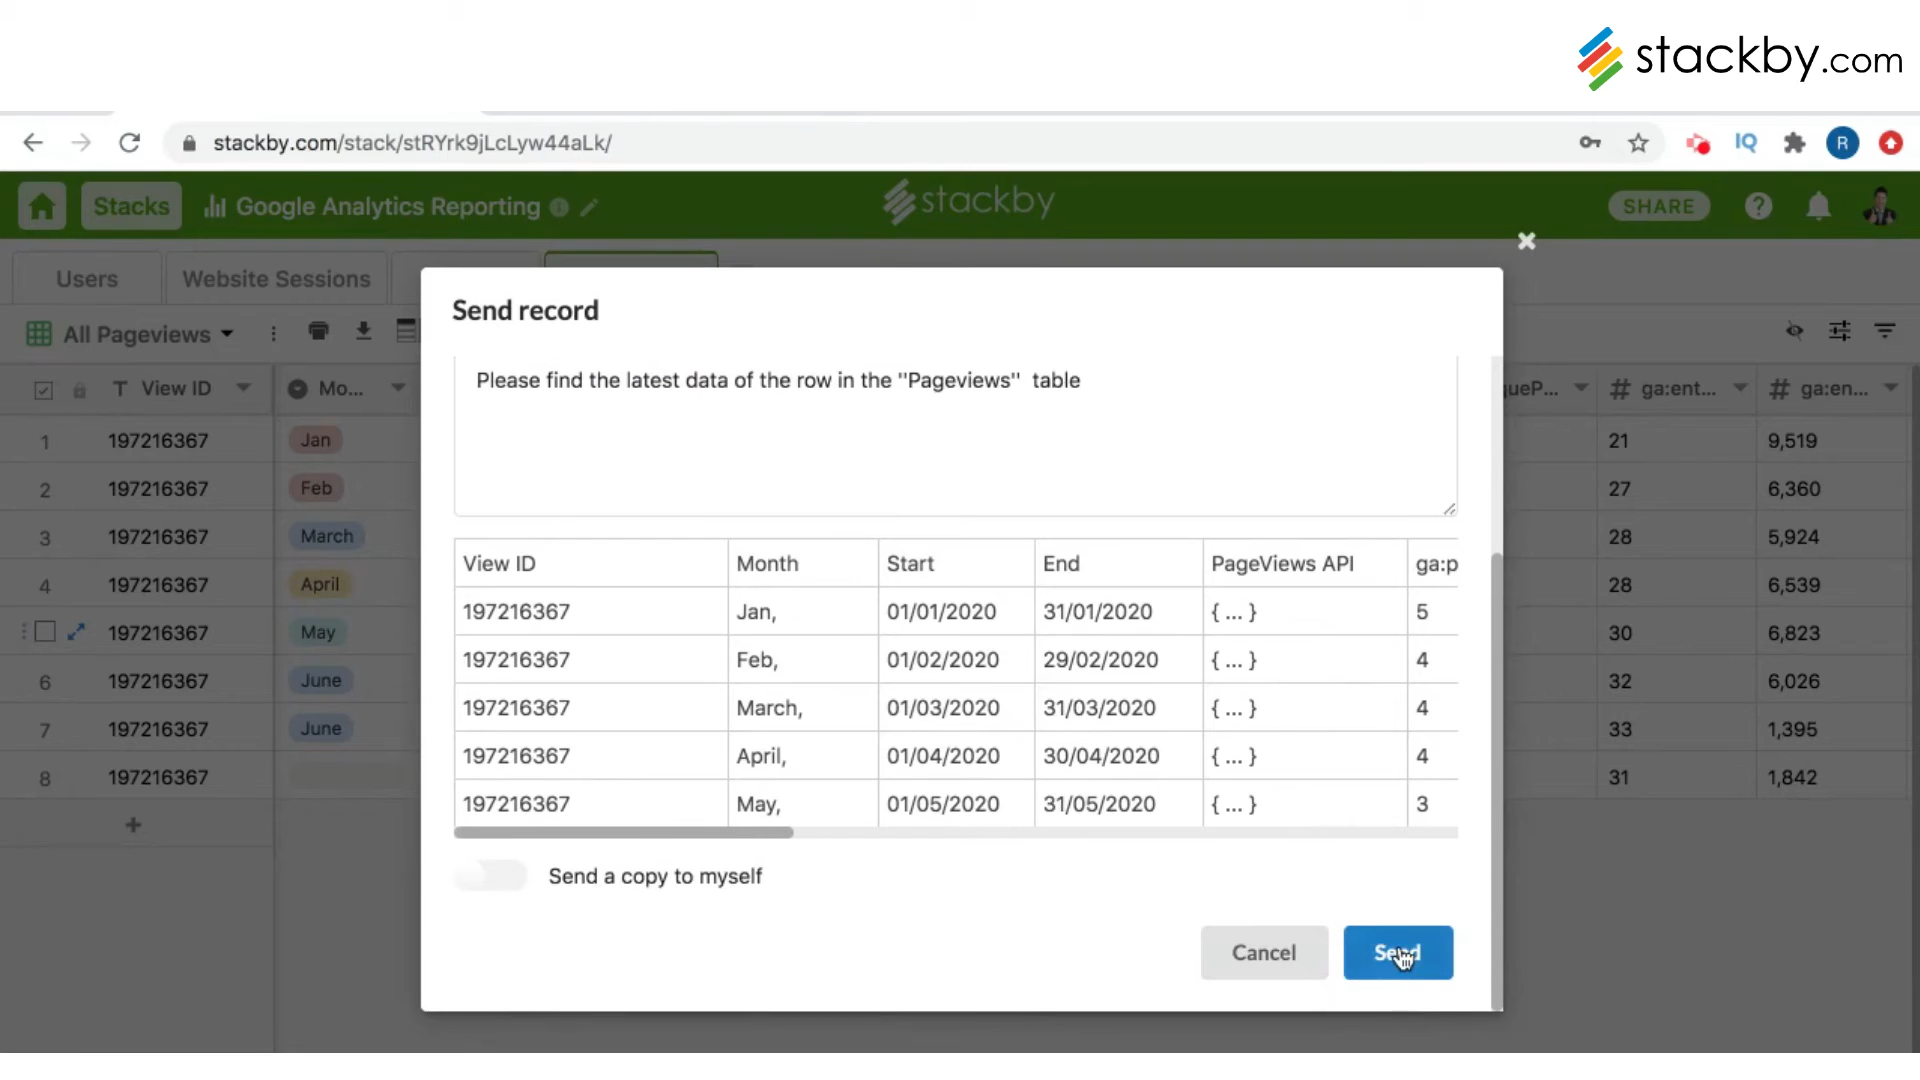 stackby.com
stackby.com/stack/stRYrk9jLcLyw44aLk/
IQ
R
Stacks
Google Analytics Reporting
stackby
SHARE
?
Users
Website Sessions
All Pageviews
T View ID
Mo...
# ga:ent...
# ga:en...
1 197216367 Jan 21 9,519
2 197216367 Feb 27 6,360
3 197216367 March 28 5,924
4 197216367 April 28 6,539
197216367 May 30 6,823
6 197216367 June 32 6,026
7 197216367 June 33 1,395
8 197216367 31 1,842
+
Send record
Please find the latest data of the row in the "Pageviews" table
View ID Month Start End PageViews API ga:p
197216367 Jan, 01/01/2020 31/01/2020 { ... } 5
197216367 Feb, 01/02/2020 29/02/2020 { ... } 4
197216367 March, 01/03/2020 31/03/2020 { ... } 4
197216367 April, 01/04/2020 30/04/2020 { ... } 4
197216367 May, 01/05/2020 31/05/2020 { ... } 3
Send a copy to myself
Cancel
Send